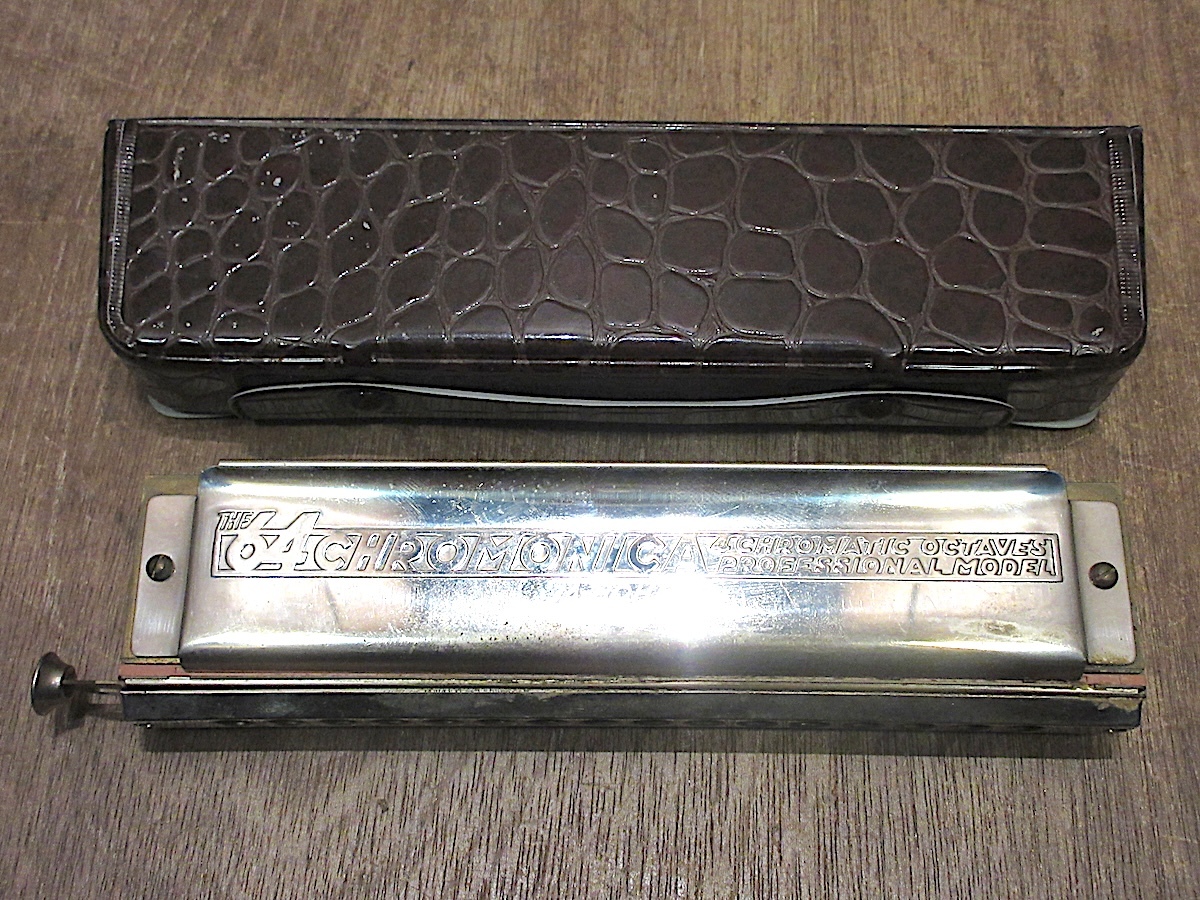 THE
64 CHROMONICA
4 CHROMATIC OCTAVES
PROFESSIONAL MODEL